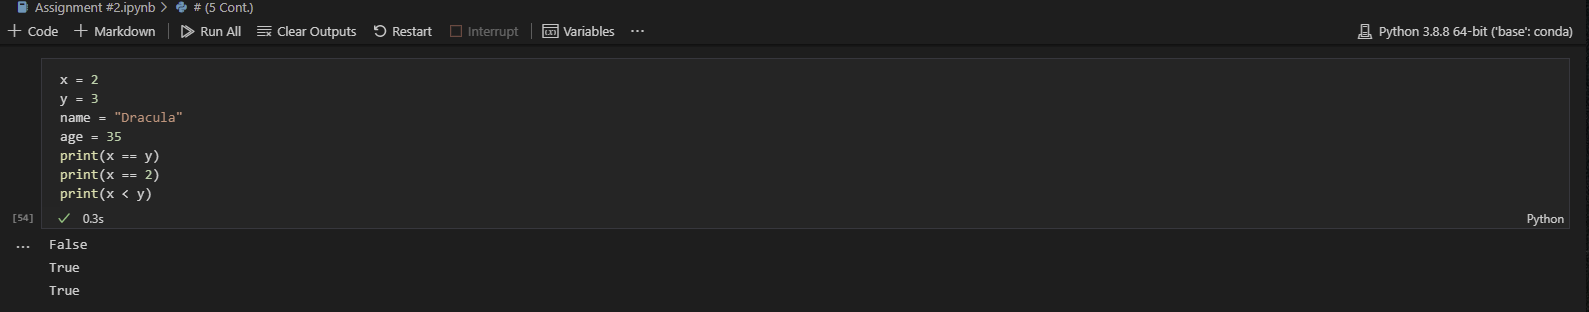 Assignment #2.ipynb > # (5 Cont.)
+ Code + Markdown | Run All Clear Outputs Restart Interrupt | Variables ... Python 3.8.8 64-bit ('base': conda)
x = 2
y = 3
name = "Dracula"
age = 35
print(x == y)
print(x == 2)
print(x < y)
[54] ✓ 0.3s Python
... False
True
True